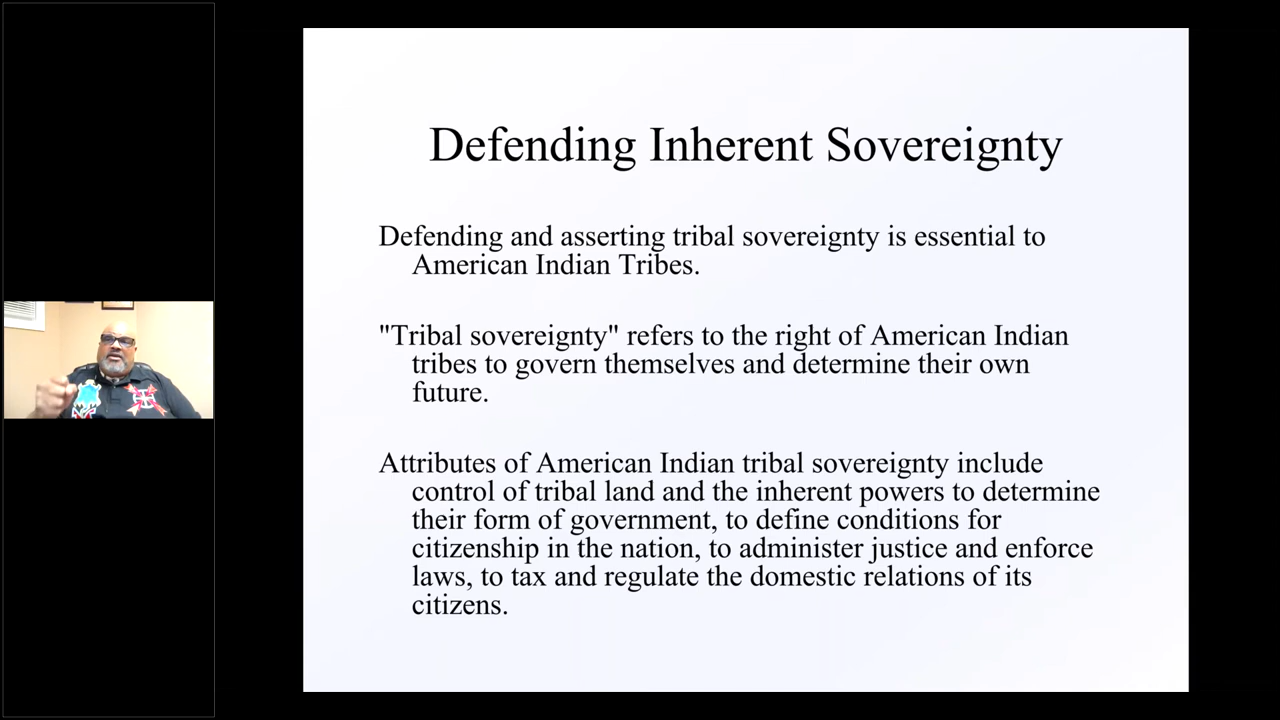 Defending Inherent Sovereignty
Defending and asserting tribal sovereignty is essential to
American Indian Tribes.
"Tribal sovereignty" refers to the right of American Indian
tribes to govern themselves and determine their own
future.
Attributes of American Indian tribal sovereignty include
control of tribal land and the inherent powers to determine
their form of government, to define conditions for
citizenship in the nation, to administer justice and enforce
laws, to tax and regulate the domestic relations of its
citizens.